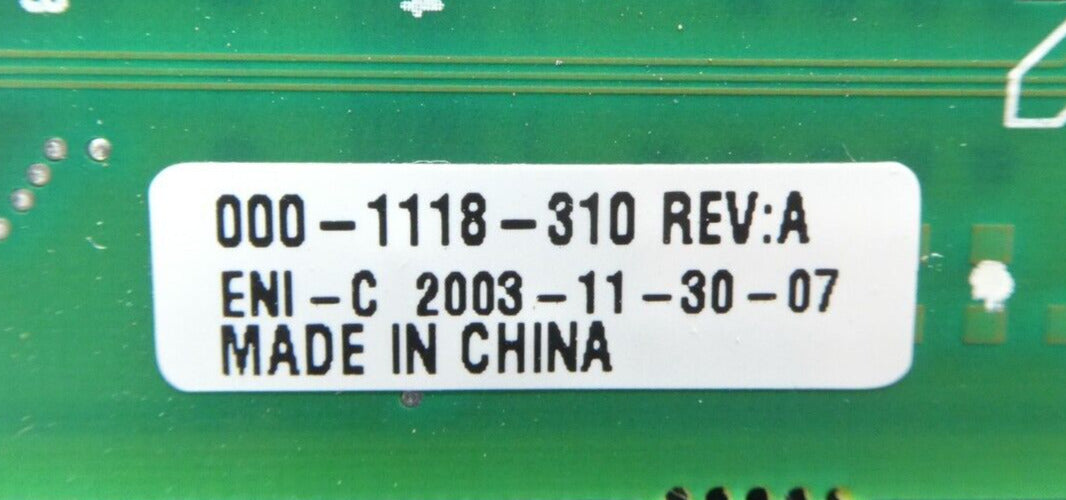 000-1118-310 REV:A
ENI-C 2003-11-30-07
MADE IN CHINA